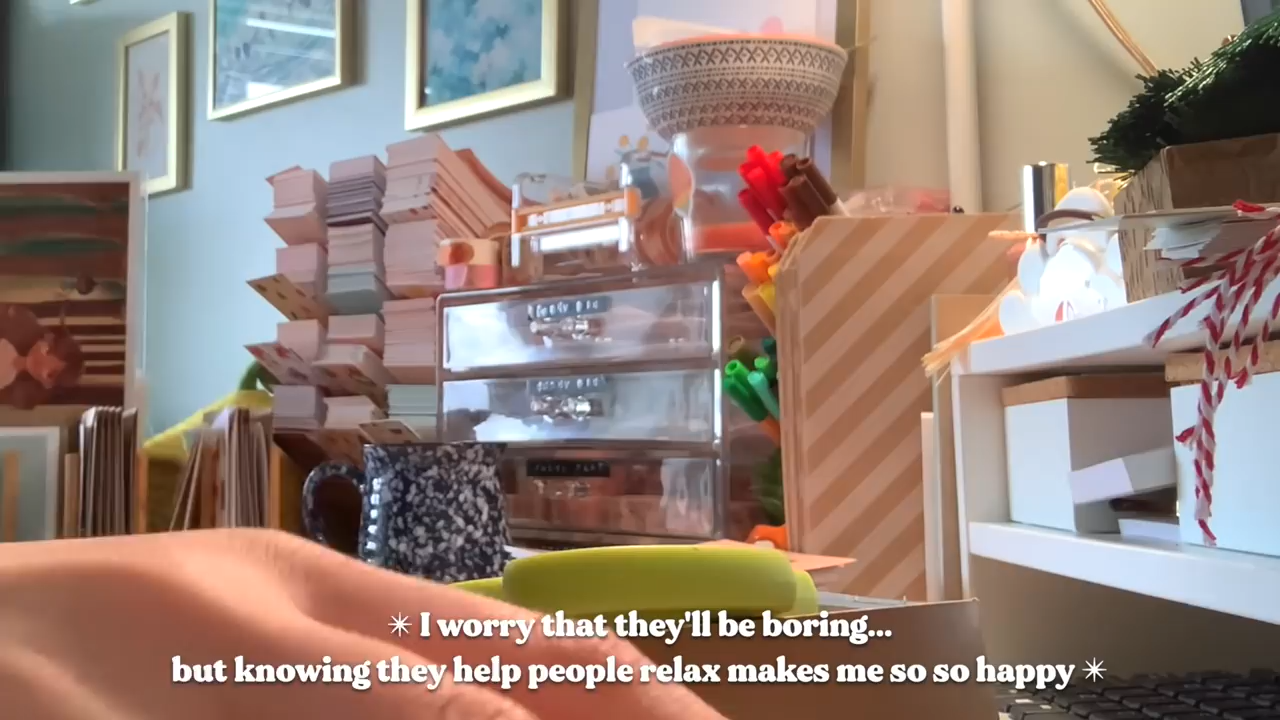 ✴ I worry that they'll be boring...
but knowing they help people relax makes me so so happy ✴